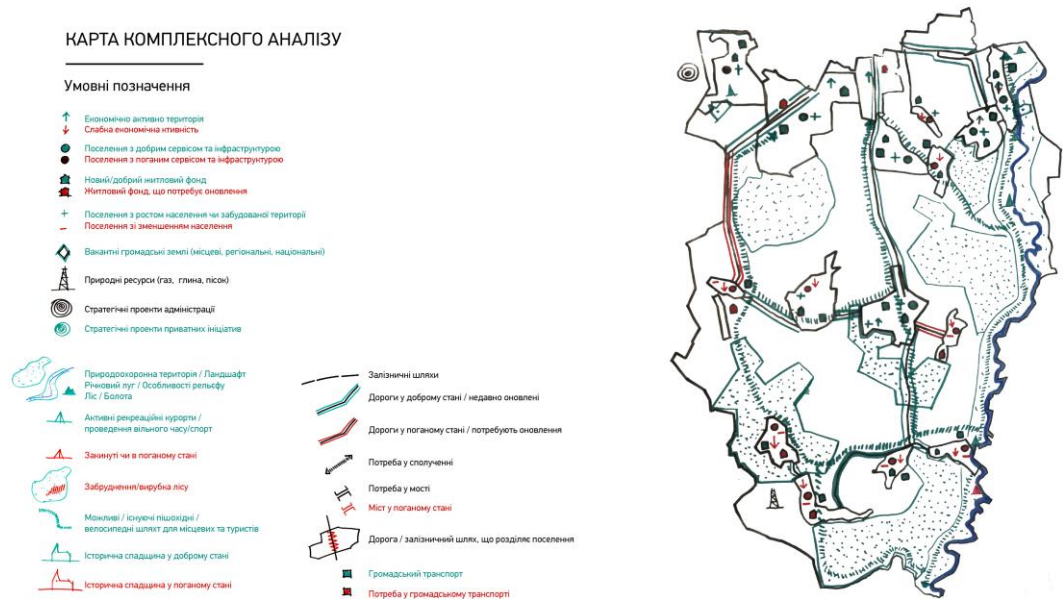 КАРТА КОМПЛЕКСНОГО АНАЛІЗУ
Умовні позначення
Економічно активно територія
Слабка економічна ктивність
Поселення з добрим сервісом та інфраструктурою
Поселення з поганим сервісом та інфраструктурою
Новий/добрий житловий фонд
Житловий фонд, що потребує оновлення
Поселення з ростом населення чи забудованої території
Поселення зі зменшенням населення
Вакантні громадські землі (місцеві, регіональні, національні)
Природні ресурси (газ, глина, пісок)
Стратегічні проекти адміністрації
Стратегічні проекти приватних ініціатив
Природоохоронна територія / Ландшафт
Річковий луг / Особливості рельєфу
Ліс / Болота
Активні рекреаційні курорти /
проведення вільного часу/спорт
Закинуті чи в поганому стані
Забруднення/вирубка лісу
Можливі / існуючі пішохідні /
велосипедні шляхт для місцевих та туристів
Історична спадщина у доброму стані
Історична спадщина у поганому стані
Залізничні шляхи
Дороги у доброму стані / недавно оновлені
Дороги у поганому стані / потребують оновлення
Потреба у сполученні
Потреба у мості
Міст у поганому стані
Дорога / залізничний шлях, що розділяє поселення
Громадський транспорт
Потреба у громадському транспорті